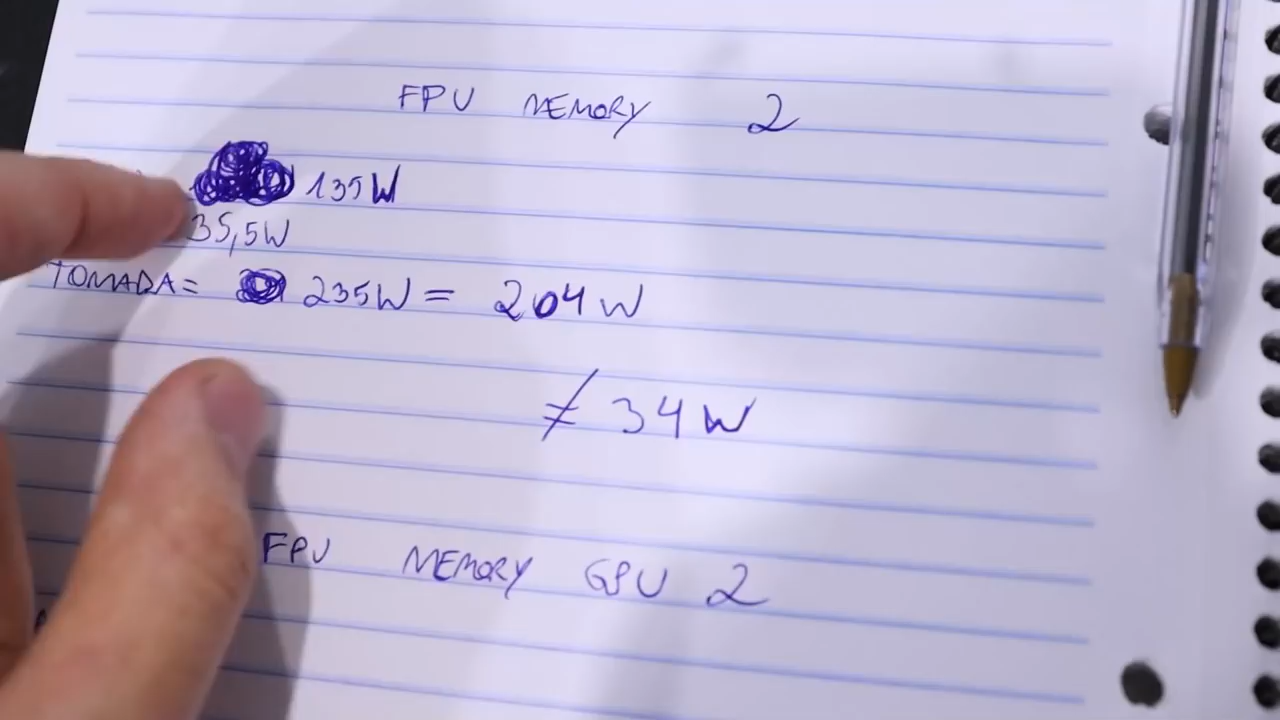 FPU MEMORY 2
135W
35,5W
TOMADA= 235W = 204W
≠ 34W
FPU MEMORY GPU 2